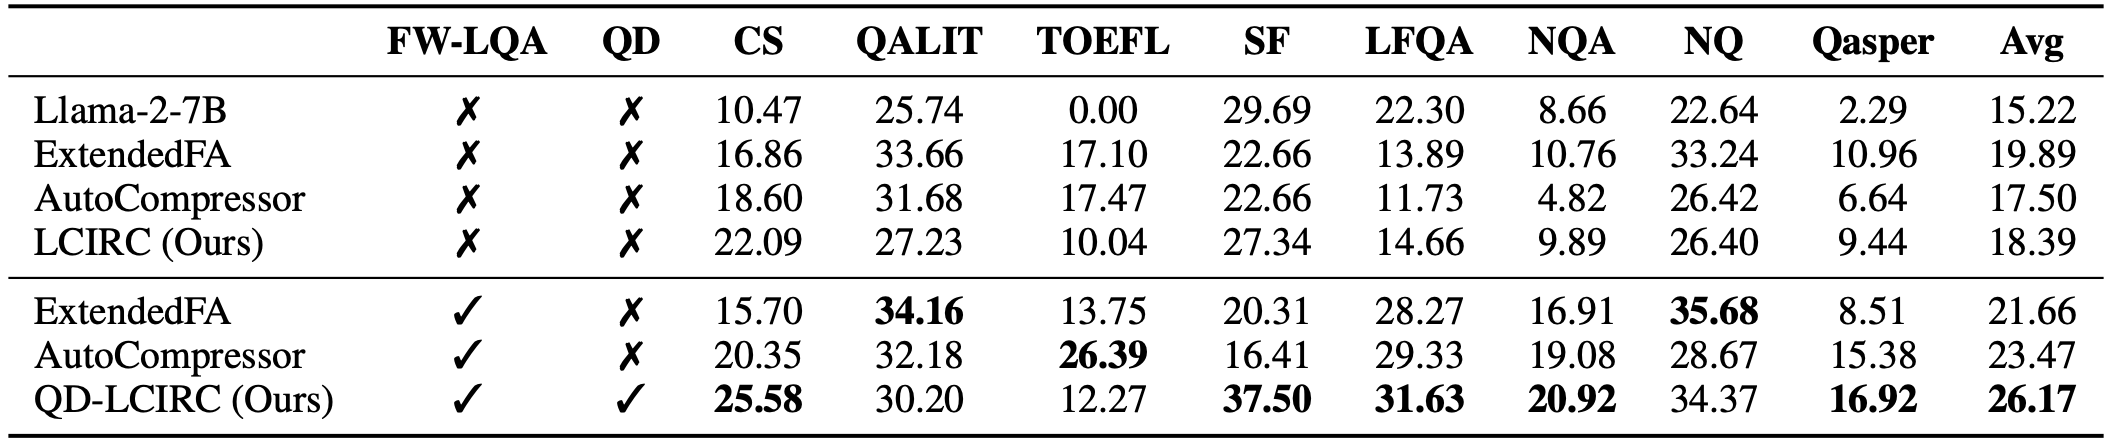 FW-LQA QD CS QALIT TOEFL SF LFQA NQA NQ Qasper Avg
Llama-2-7B ✗ ✗ 10.47 25.74 0.00 29.69 22.30 8.66 22.64 2.29 15.22
ExtendedFA ✗ ✗ 16.86 33.66 17.10 22.66 13.89 10.76 33.24 10.96 19.89
AutoCompressor ✗ ✗ 18.60 31.68 17.47 22.66 11.73 4.82 26.42 6.64 17.50
LCIRC (Ours) ✗ ✗ 22.09 27.23 10.04 27.34 14.66 9.89 26.40 9.44 18.39
ExtendedFA ✓ ✗ 15.70 34.16 13.75 20.31 28.27 16.91 35.68 8.51 21.66
AutoCompressor ✓ ✗ 20.35 32.18 26.39 16.41 29.33 19.08 28.67 15.38 23.47
QD-LCIRC (Ours) ✓ ✓ 25.58 30.20 12.27 37.50 31.63 20.92 34.37 16.92 26.17